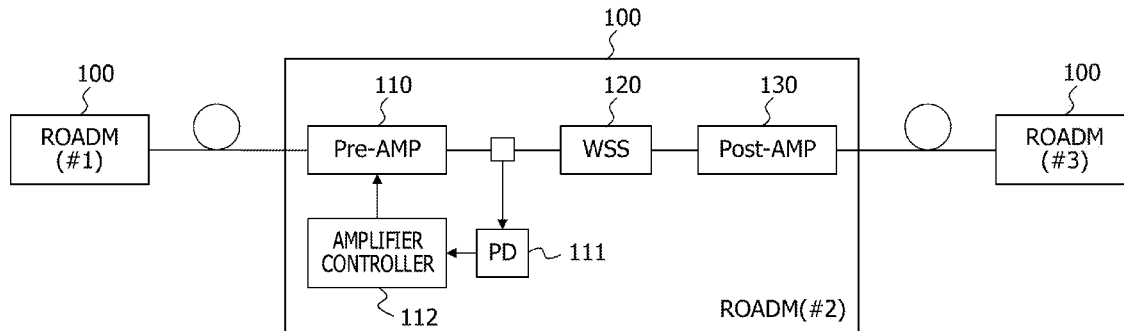 100
100
110
120
130
100
ROADM
(#1)
Pre-AMP
WSS
Post-AMP
ROADM
(#3)
AMPLIFIER
CONTROLLER
PD
111
112
ROADM(#2)